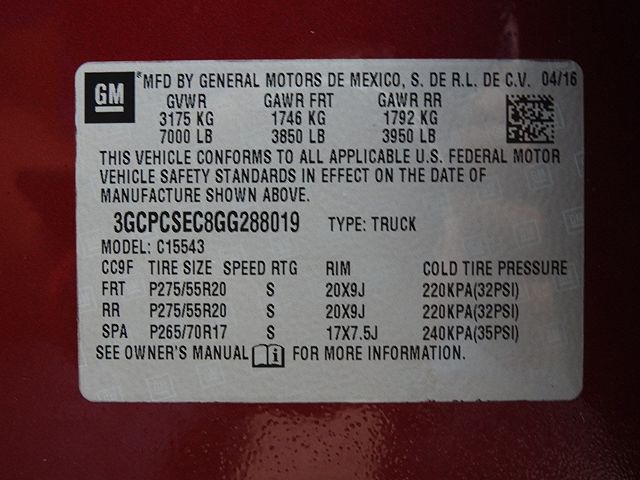 GM MFD BY GENERAL MOTORS DE MEXICO, S. DE R.L. DE C.V. 04/16
GVWR GAWR FRT GAWR RR
3175 KG 1746 KG 1792 KG
7000 LB 3850 LB 3950 LB
THIS VEHICLE CONFORMS TO ALL APPLICABLE U.S. FEDERAL MOTOR
VEHICLE SAFETY STANDARDS IN EFFECT ON THE DATE OF
MANUFACTURE SHOWN ABOVE.
3GCPCSEC8GG288019 TYPE: TRUCK
MODEL: C15543
CC9F TIRE SIZE SPEED RTG RIM COLD TIRE PRESSURE
FRT P275/55R20 S 20X9J 220KPA(32PSI)
RR P275/55R20 S 20X9J 220KPA(32PSI)
SPA P265/70R17 S 17X7.5J 240KPA(35PSI)
SEE OWNER'S MANUAL FOR MORE INFORMATION.